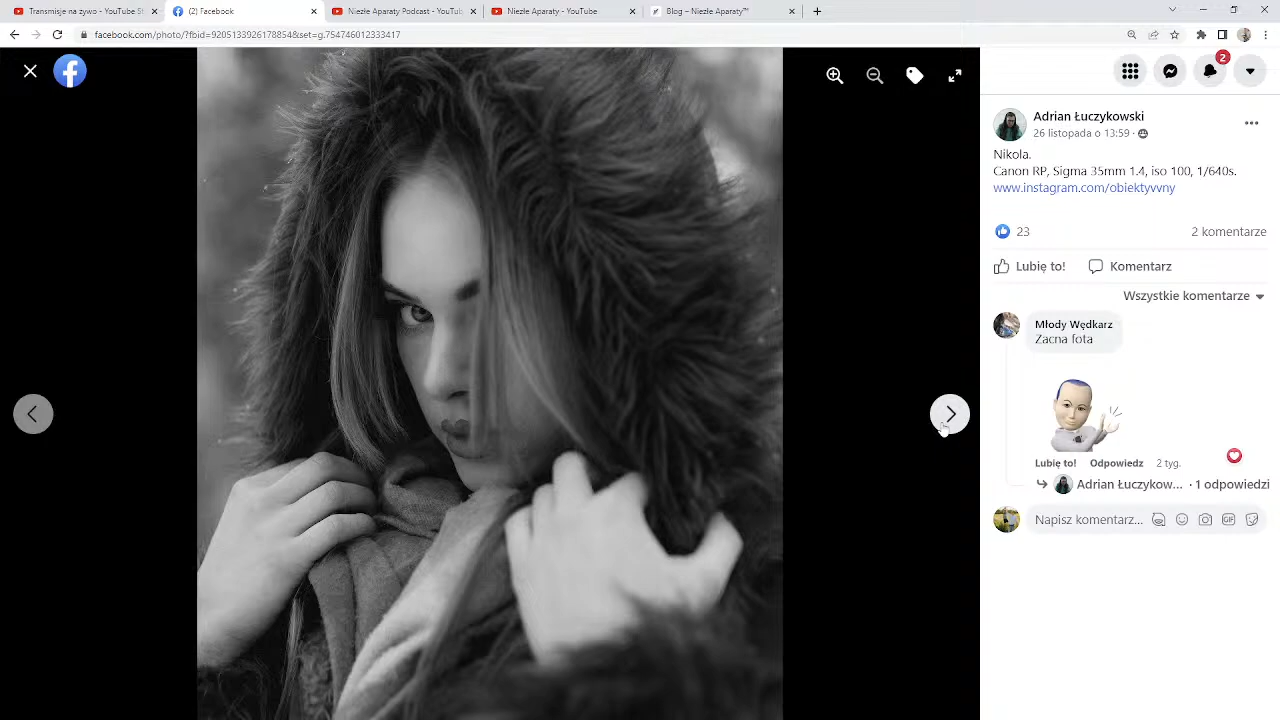 Transmisje na żywo - YouTube St
(2) Facebook
Niezłe Aparaty Podcast - YouTub
Niezłe Aparaty - YouTube
Blog – Niezłe Aparaty™
facebook.com/photo/?fbid=9205133926178854&set=g.754746012333417
2
Adrian Łuczykowski
26 listopada o 13:59 ·
Nikola.
Canon RP, Sigma 35mm 1.4, iso 100, 1/640s.
www.instagram.com/obiektyvvny
23
2 komentarze
Lubię to!
Komentarz
Wszystkie komentarze
Młody Wędkarz
Zacna fota
Lubię to! Odpowiedz 2 tyg.
Adrian Łuczykow... · 1 odpowiedzi
Napisz komentarz...
GIF